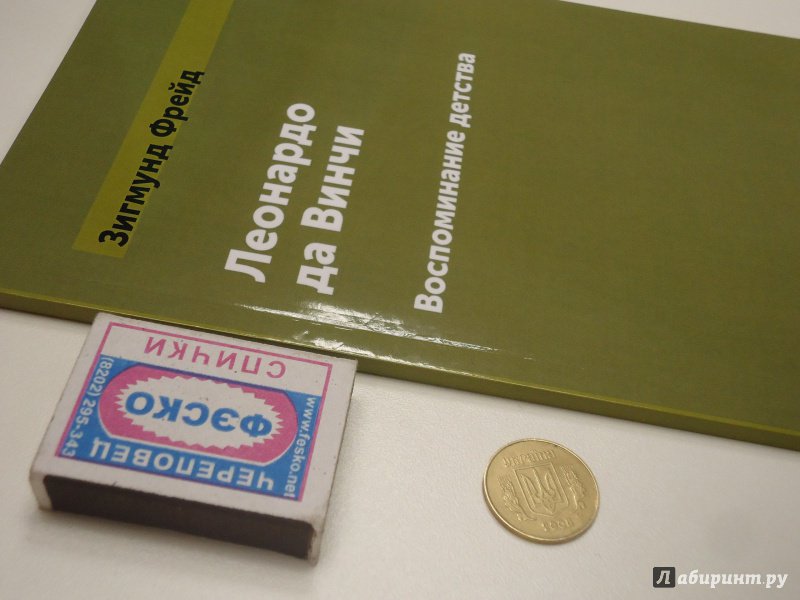 Зигмунд Фрейд
Леонардо
да Винчи
Воспоминание детства
СПИЧКИ
ФЭСКО
ЧЕРЕПОВЕЦ
(8202) 295-343
www.fesko.net
УКРАЇНА
Лабиринт.ру